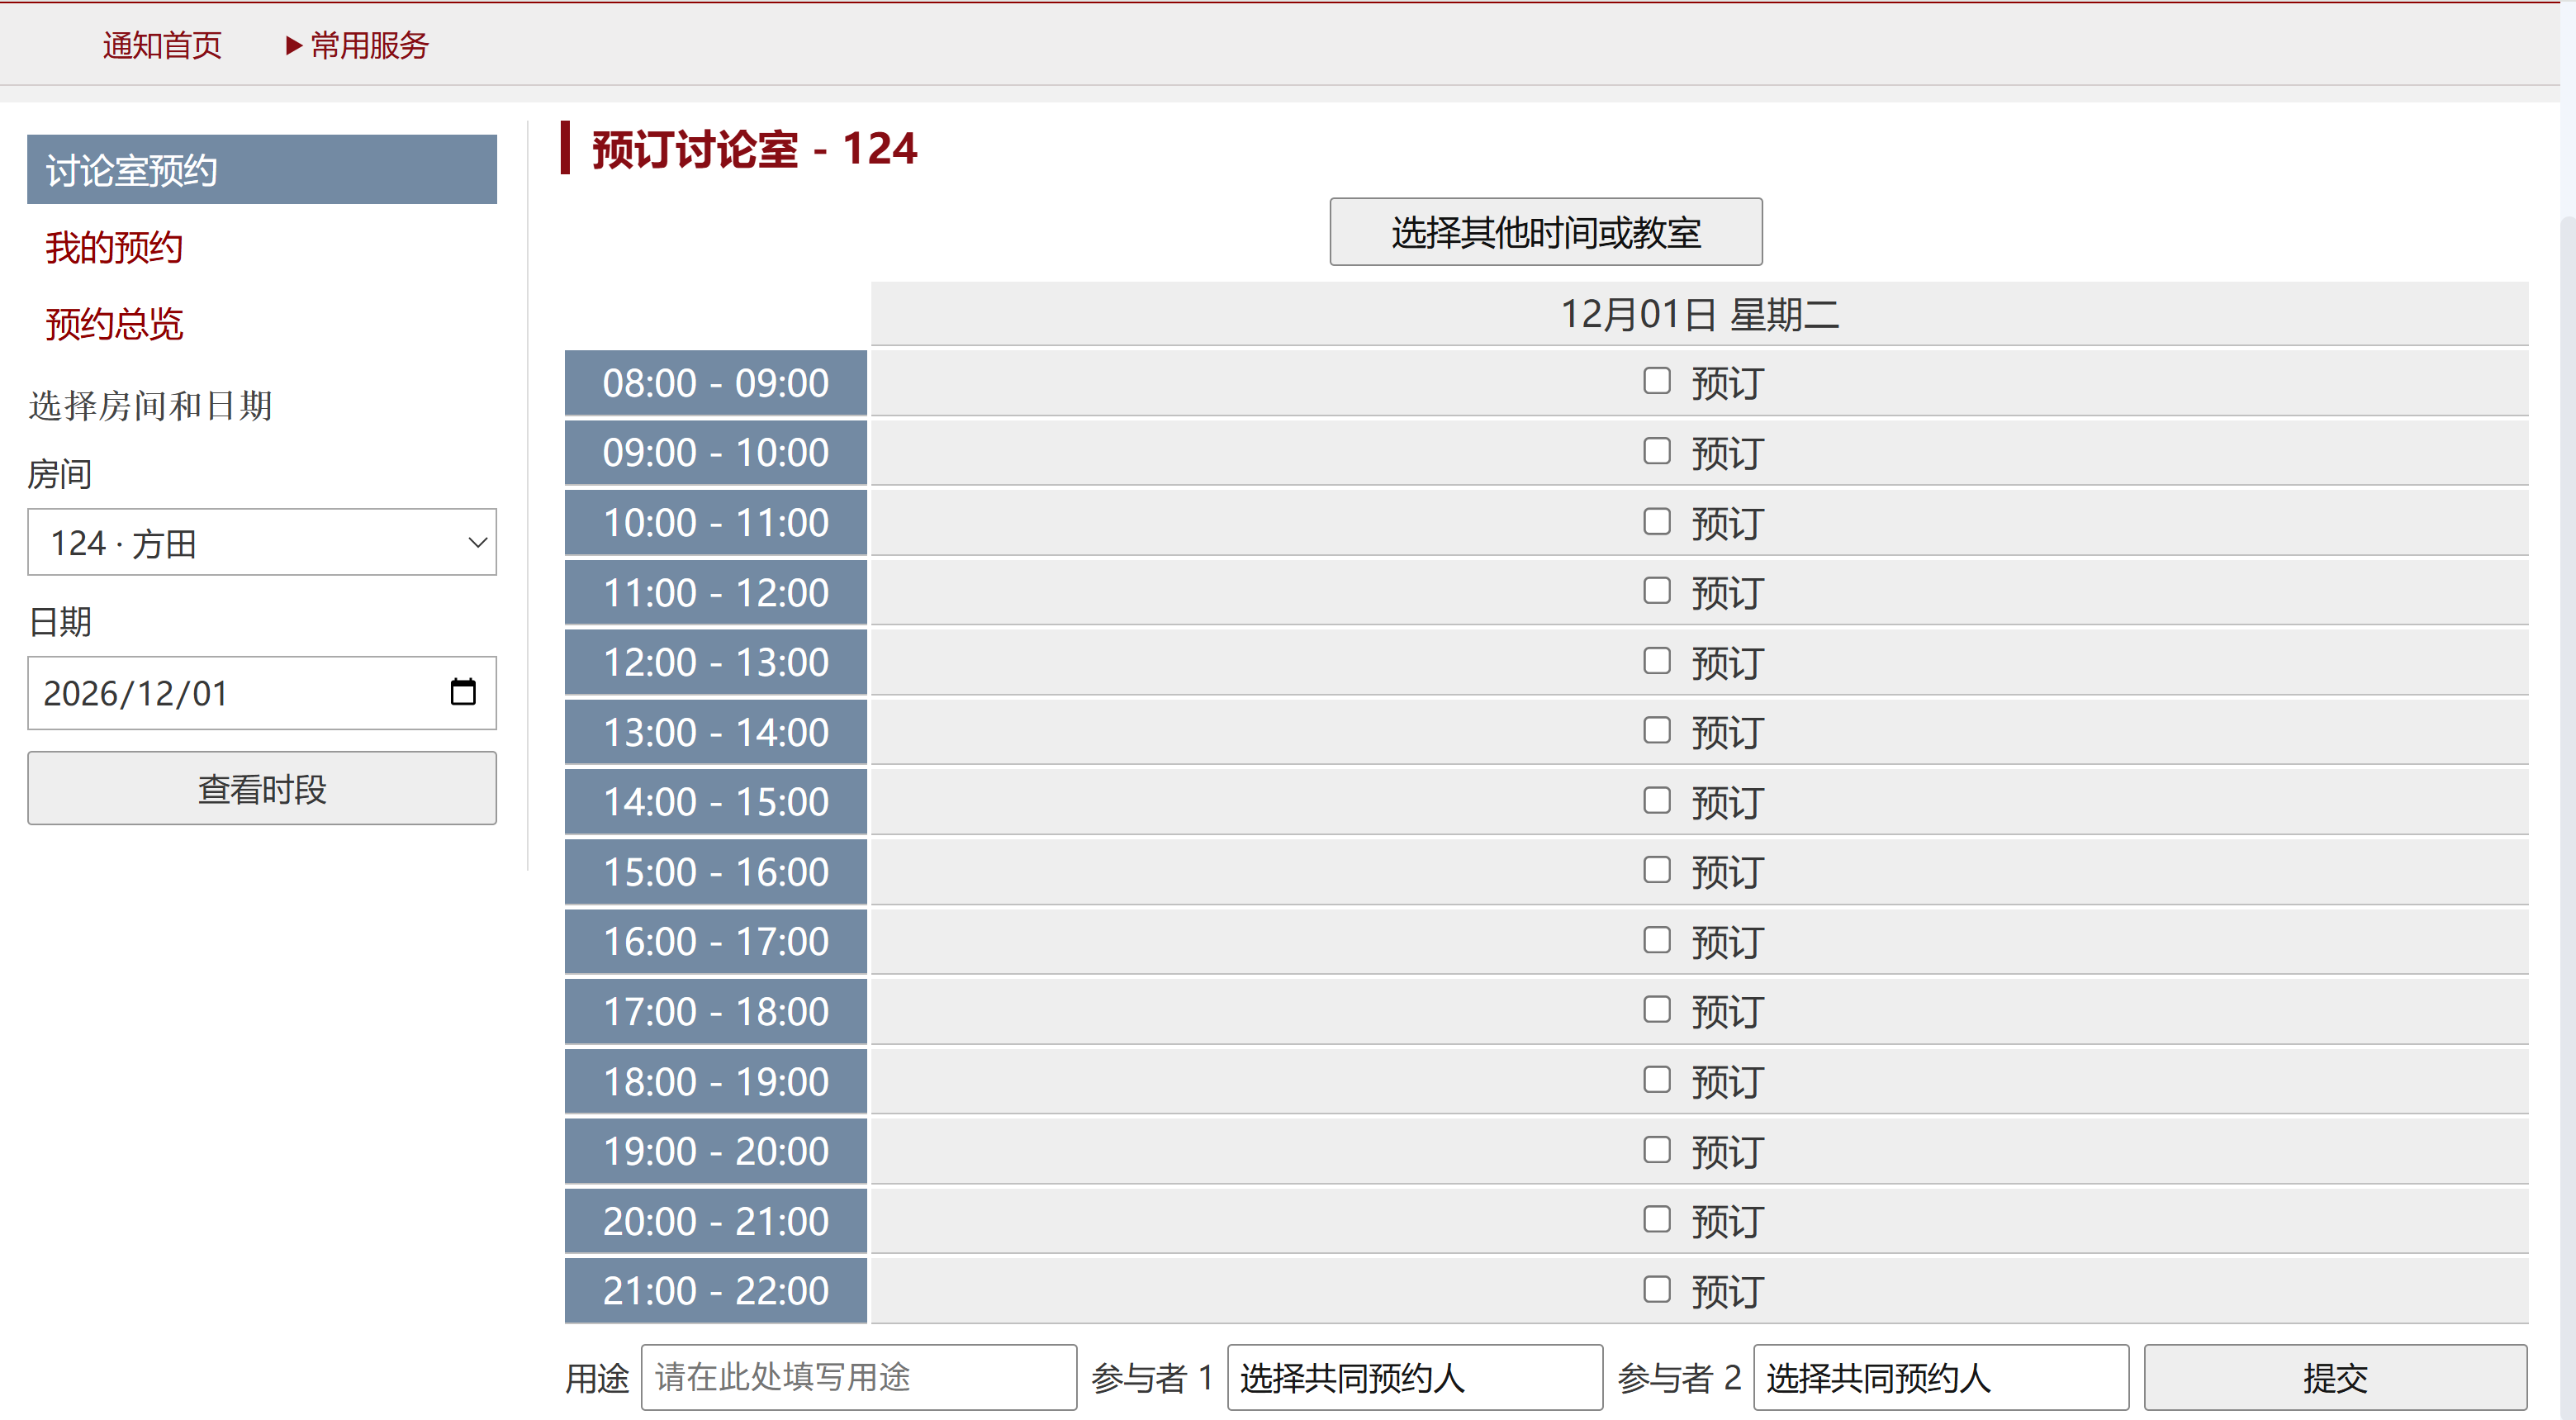 通知首页 ▶常用服务
讨论室预约
我的预约
预约总览
选择房间和日期
房间
124 · 方田
日期
2026/12/01
查看时段
预订讨论室 - 124
选择其他时间或教室
12月01日 星期二
08:00 - 09:00 预订
09:00 - 10:00 预订
10:00 - 11:00 预订
11:00 - 12:00 预订
12:00 - 13:00 预订
13:00 - 14:00 预订
14:00 - 15:00 预订
15:00 - 16:00 预订
16:00 - 17:00 预订
17:00 - 18:00 预订
18:00 - 19:00 预订
19:00 - 20:00 预订
20:00 - 21:00 预订
21:00 - 22:00 预订
用途 请在此处填写用途 参与者 1 选择共同预约人 参与者 2 选择共同预约人 提交